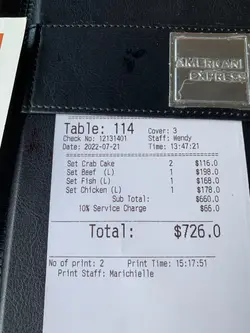 AMERICAN
EXPRESS
Table: 114 Cover: 3
Check No: 12131401 Staff: Wendy
Date: 2022-07-21 Time: 13:47:21
Set Crab Cake 2 $116.0
Set Beef (L) 1 $198.0
Set Fish (L) 1 $168.0
Set Chicken (L) 1 $178.0
Sub Total: $660.0
10% Service Charge $66.0
Total: $726.0
No of print: 2 Print Time: 15:17:51
Print Staff: Marichielle